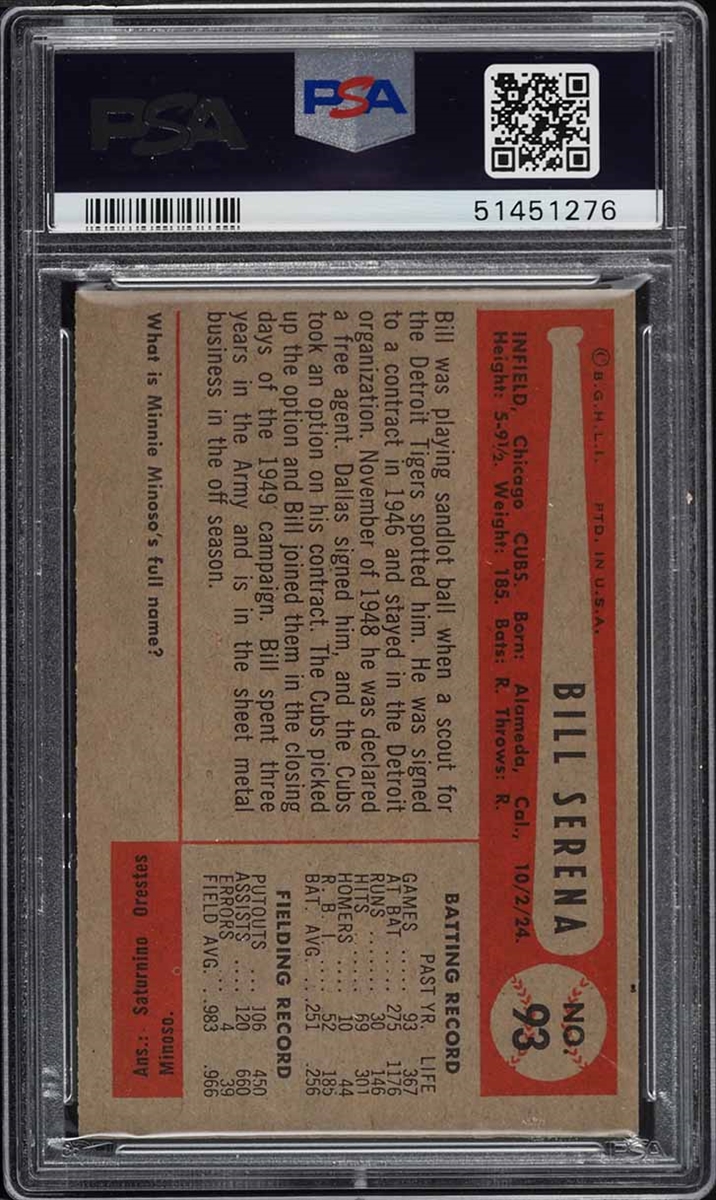 PSA
PSA
51451276
© B.G.H.L.I. PTD. IN U.S.A.
BILL SERENA
NO.
93
INFIELD, Chicago CUBS. Born: Alameda, Cal., 10/2/24.
Height: 5-9½. Weight: 185. Bats: R. Throws: R.
Bill was playing sandlot ball when a scout for
the Detroit Tigers spotted him. He was signed
to a contract in 1946 and stayed in the Detroit
organization. November of 1948 he was declared
a free agent. Dallas signed him, and the Cubs
took an option on his contract. The Cubs picked
up the option and Bill joined them in the closing
days of the 1949 campaign. Bill spent three
years in the Army and is in the sheet metal
business in the off season.
BATTING RECORD
PAST YR. LIFE
GAMES ..... 93 367
AT BAT ..... 275 1176
RUNS ...... 30 146
HITS ...... 69 301
HOMERS .... 10 44
R. B. I. .... 52 185
BAT. AVG. .. .251 .256
FIELDING RECORD
PUTOUTS ... 106 450
ASSISTS .... 120 660
ERRORS .... 4 39
FIELD AVG. .. .983 .966
What is Minnie Minoso's full name?
Ans.: Saturnino Orestes
Minoso.
PSA